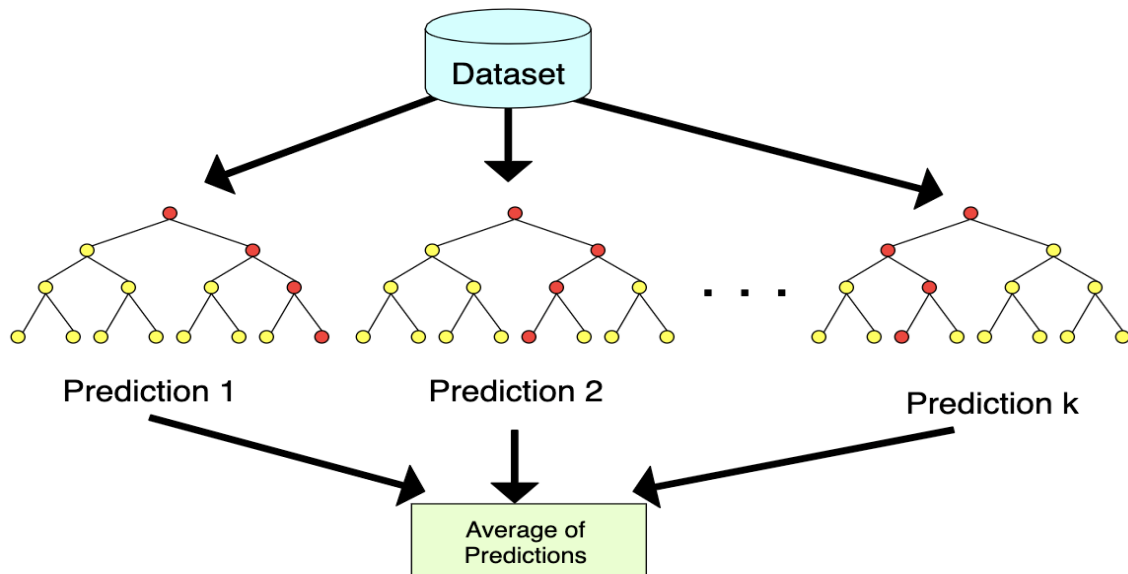 Dataset
. . .
Prediction 1
Prediction 2
Prediction k
Average of
Predictions